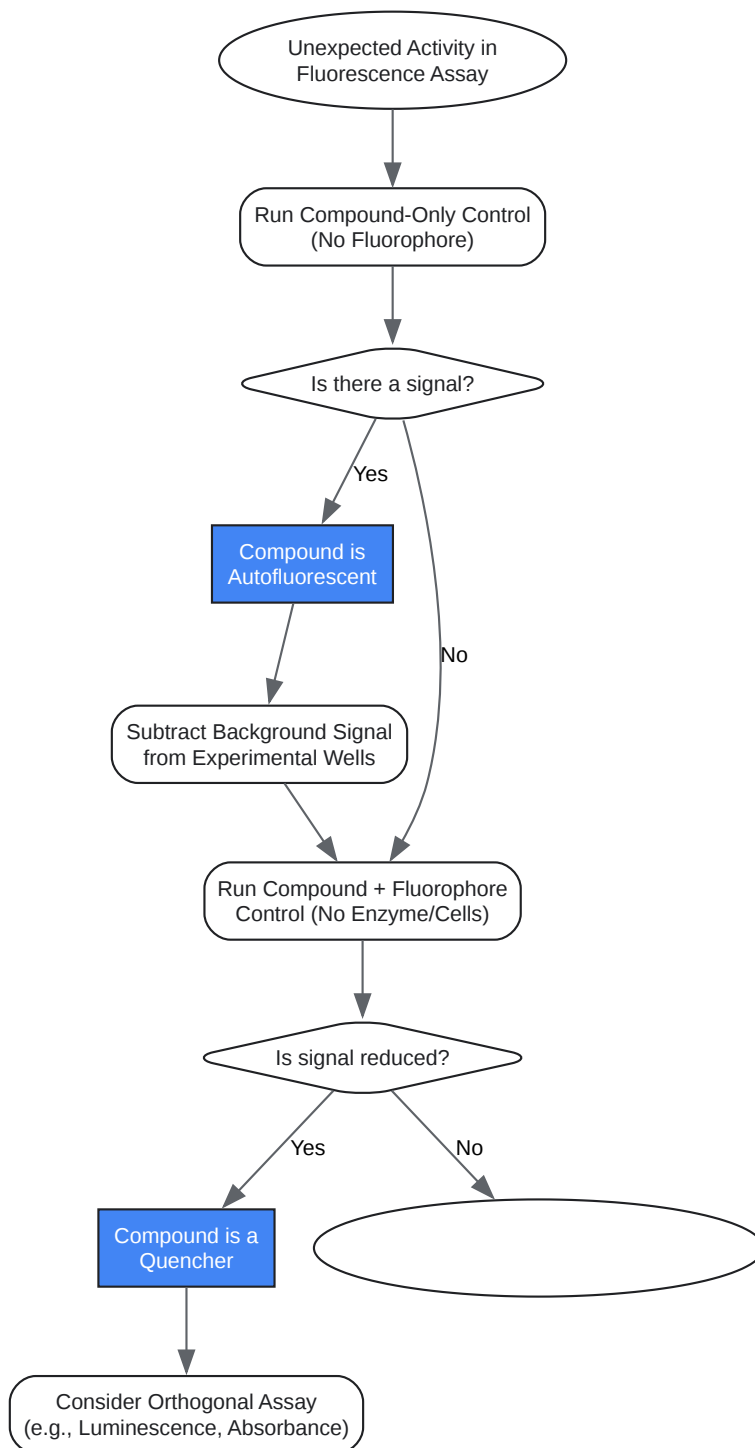 Unexpected Activity in
Fluorescence Assay
Run Compound-Only Control
(No Fluorophore)
Is there a signal?
Yes
Compound is
Autofluorescent
No
Subtract Background Signal
from Experimental Wells
Run Compound + Fluorophore
Control (No Enzyme/Cells)
Is signal reduced?
Yes
No
Compound is a
Quencher
Consider Orthogonal Assay
(e.g., Luminescence, Absorbance)